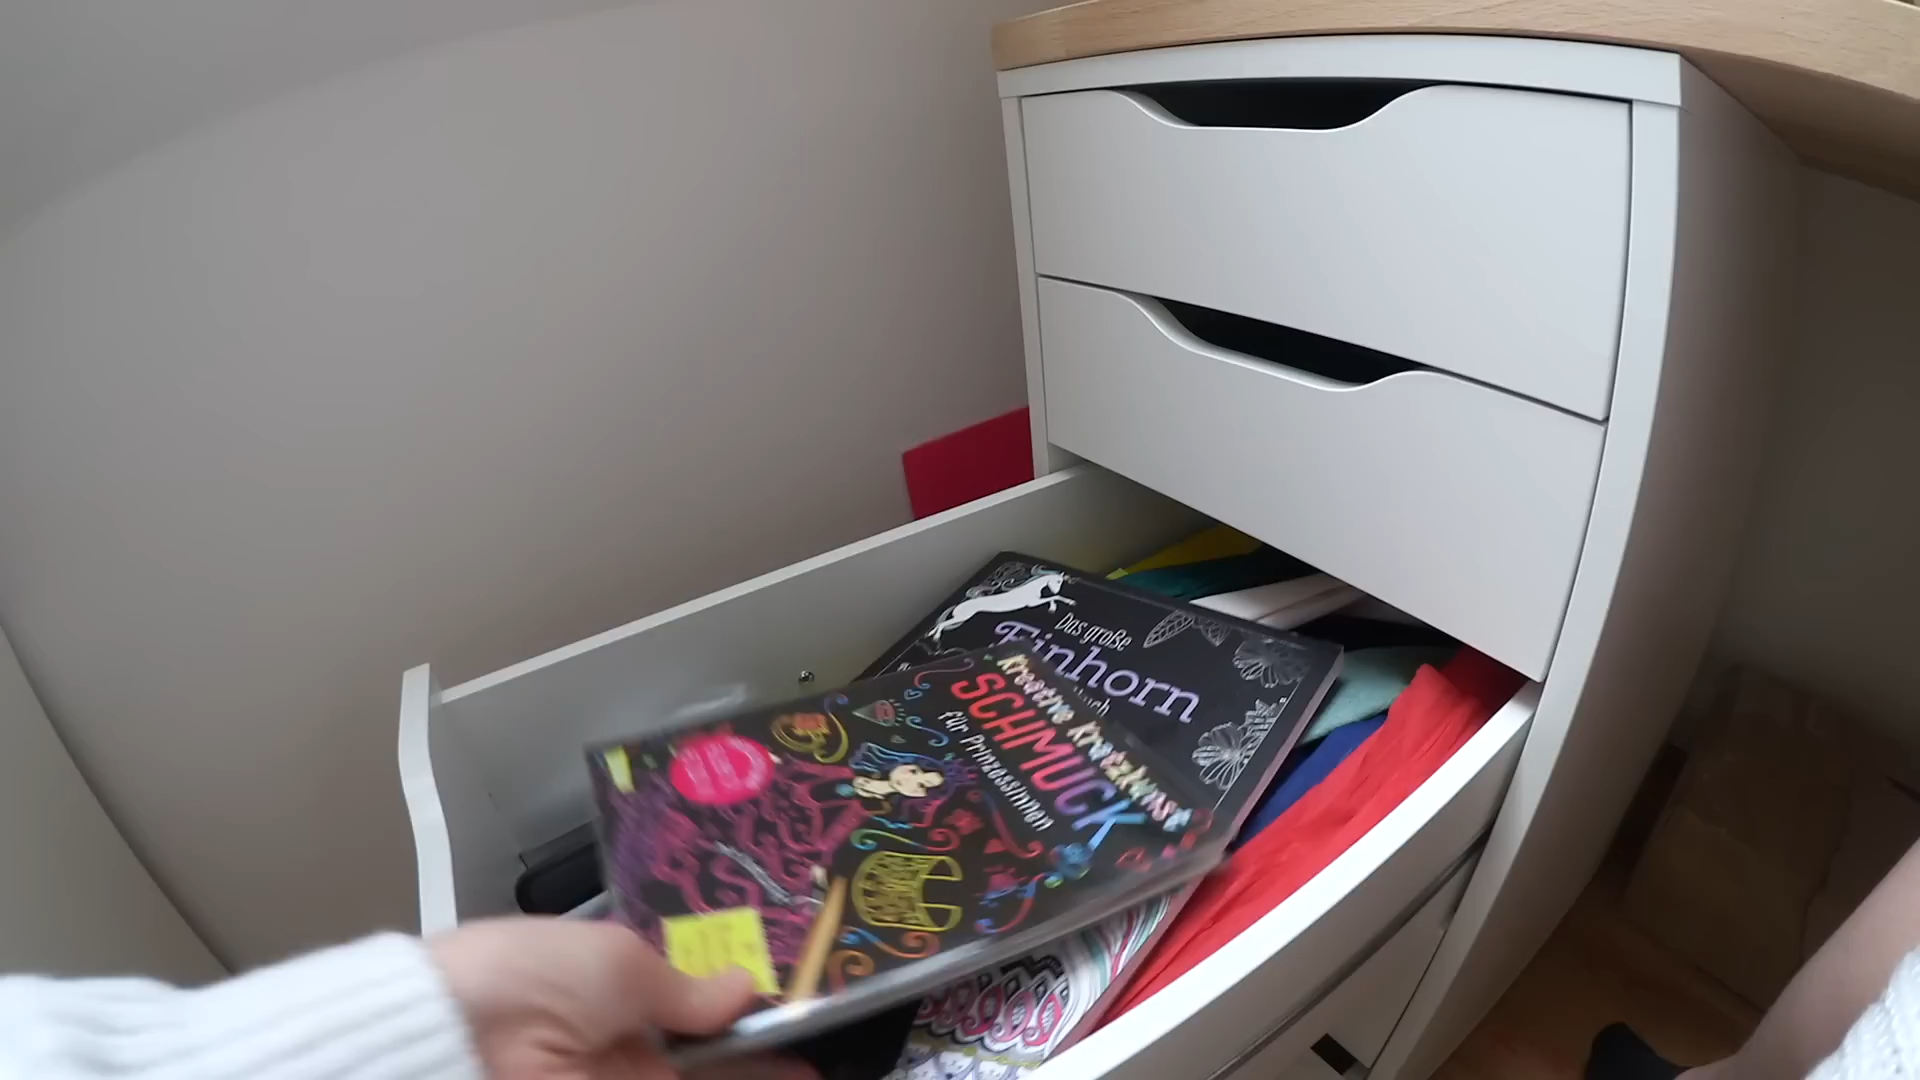 Das große
Einhorn
Kreative Kratzkunst
SCHMUCK
für Prinzessinnen